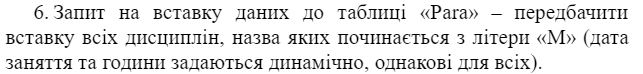 6. Запит на вставку даних до таблиці «Para» – передбачити
вставку всіх дисциплін, назва яких починається з літери «М» (дата
заняття та години задаються динамічно, однакові для всіх).